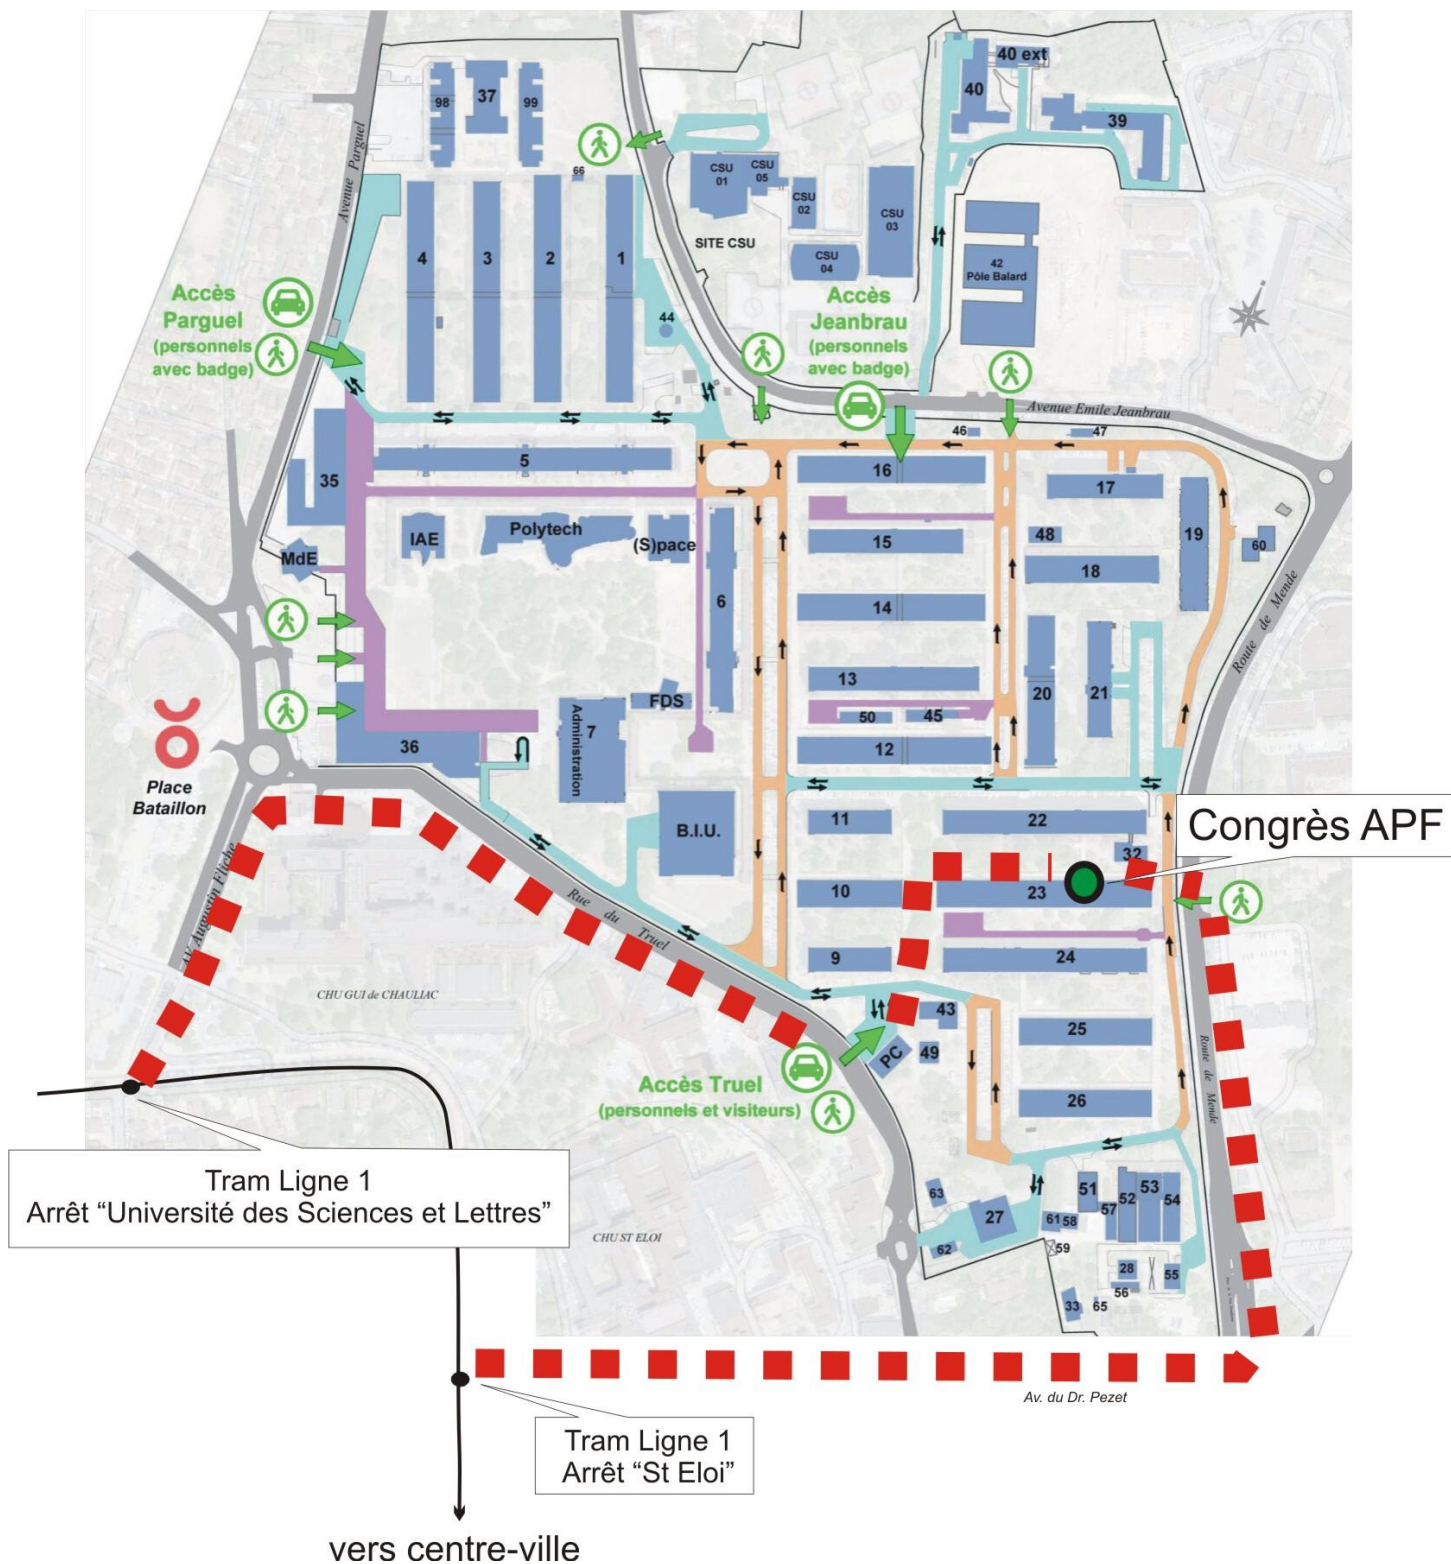 40 ext
40
39
98
37
99
66
CSU
01
CSU
05
CSU
02
CSU
03
CSU
04
SITE CSU
42
Pôle Balard
Avenue Parguel
4
3
2
1
44
Accès
Parguel
(personnels
avec badge)
Accès
Jeanbrau
(personnels
avec badge)
Avenue Emile Jeanbrau
46
47
5
35
16
17
19
IAE
Polytech
(S)pace
MdE
15
48
60
18
6
14
Route de Mende
13
20
21
FDS
50
45
7
Administration
36
12
Place
Bataillon
B.I.U.
11
22
Congrès APF
32
AV. Augustin Fliche
10
23
Rue du Truel
9
24
CHU GUI de CHAULIAC
43
25
PC
49
Route de Mende
Accès Truel
(personnels et visiteurs)
26
Tram Ligne 1
Arrêt “Université des Sciences et Lettres”
63
27
51
52
53
54
57
61
58
62
59
CHU ST ELOI
28
55
56
33
65
Av. du Dr. Pezet
Tram Ligne 1
Arrêt “St Eloi”
vers centre-ville